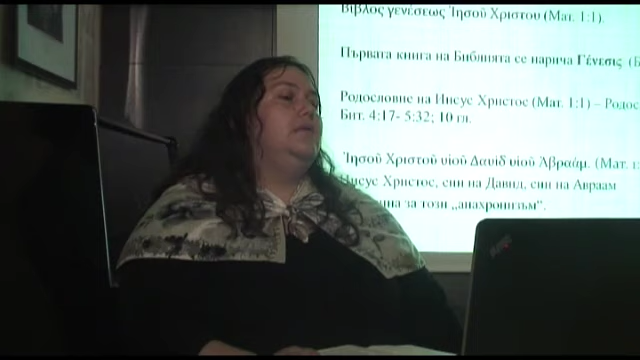 Βίβλος γενέσεως Ἰησοῦ Χριστοῦ (Мат. 1:1).
Първата книга на Библията се нарича Γένεσις. (Б
Родословие на Иисус Христос (Мат. 1:1) – Родос
Бит. 4:17- 5:32; 10 гл.
Ἰησοῦ Χριστοῦ υἱοῦ Δαυὶδ υἱοῦ Ἀβραάμ. (Мат. 1:
Иисус Христос, син на Давид, син на Авраам
за този „анахронизъм“.